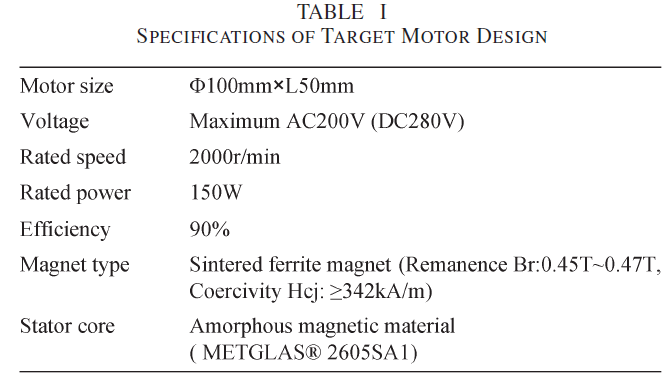 TABLE I
SPECIFICATIONS OF TARGET MOTOR DESIGN
Motor size Φ100mm×L50mm
Voltage Maximum AC200V (DC280V)
Rated speed 2000r/min
Rated power 150W
Efficiency 90%
Magnet type Sintered ferrite magnet (Remanence Br:0.45T~0.47T,
Coercivity Hcj: ≥342kA/m)
Stator core Amorphous magnetic material
( METGLAS® 2605SA1)